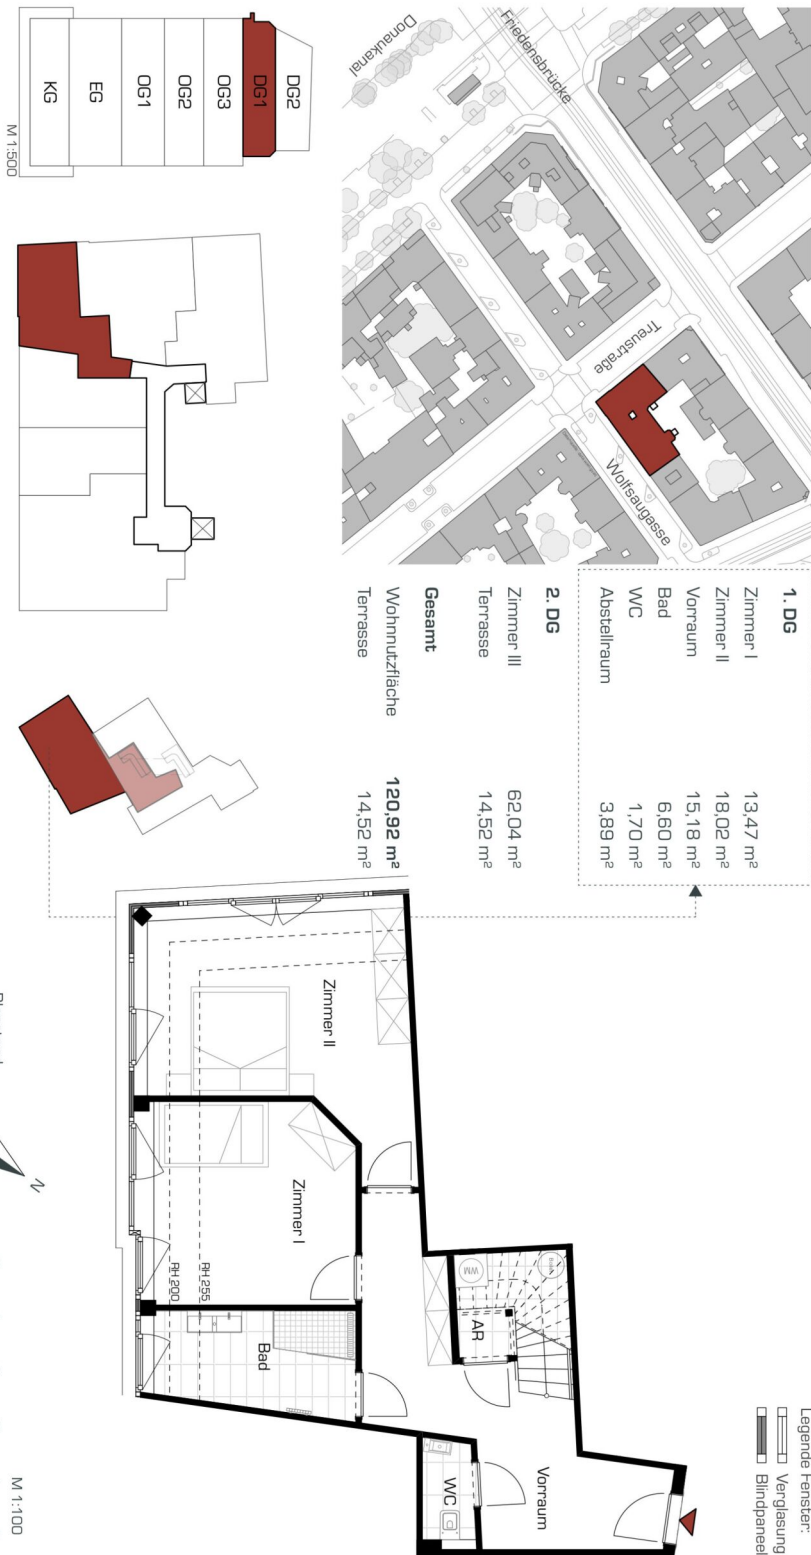 Donaukanal
Friedensbrücke
Treustraße
Wolfsaugasse
DG2
DG1
OG3
OG2
OG1
EG
KG
M 1:500
1. DG
Zimmer I 13,47 m²
Zimmer II 18,02 m²
Vorraum 15,18 m²
Bad 6,60 m²
WC 1,70 m²
Abstellraum 3,89 m²
2. DG
Zimmer III 62,04 m²
Terrasse 14,52 m²
Gesamt
Wohnnutzfläche 120,92 m²
Terrasse 14,52 m²
Legende Fenster:
Verglasung
Blindpaneel
Vorraum
WC
AR
WM
Zimmer II
Zimmer I
Bad
RH 255
RH 200
N
M 1:100